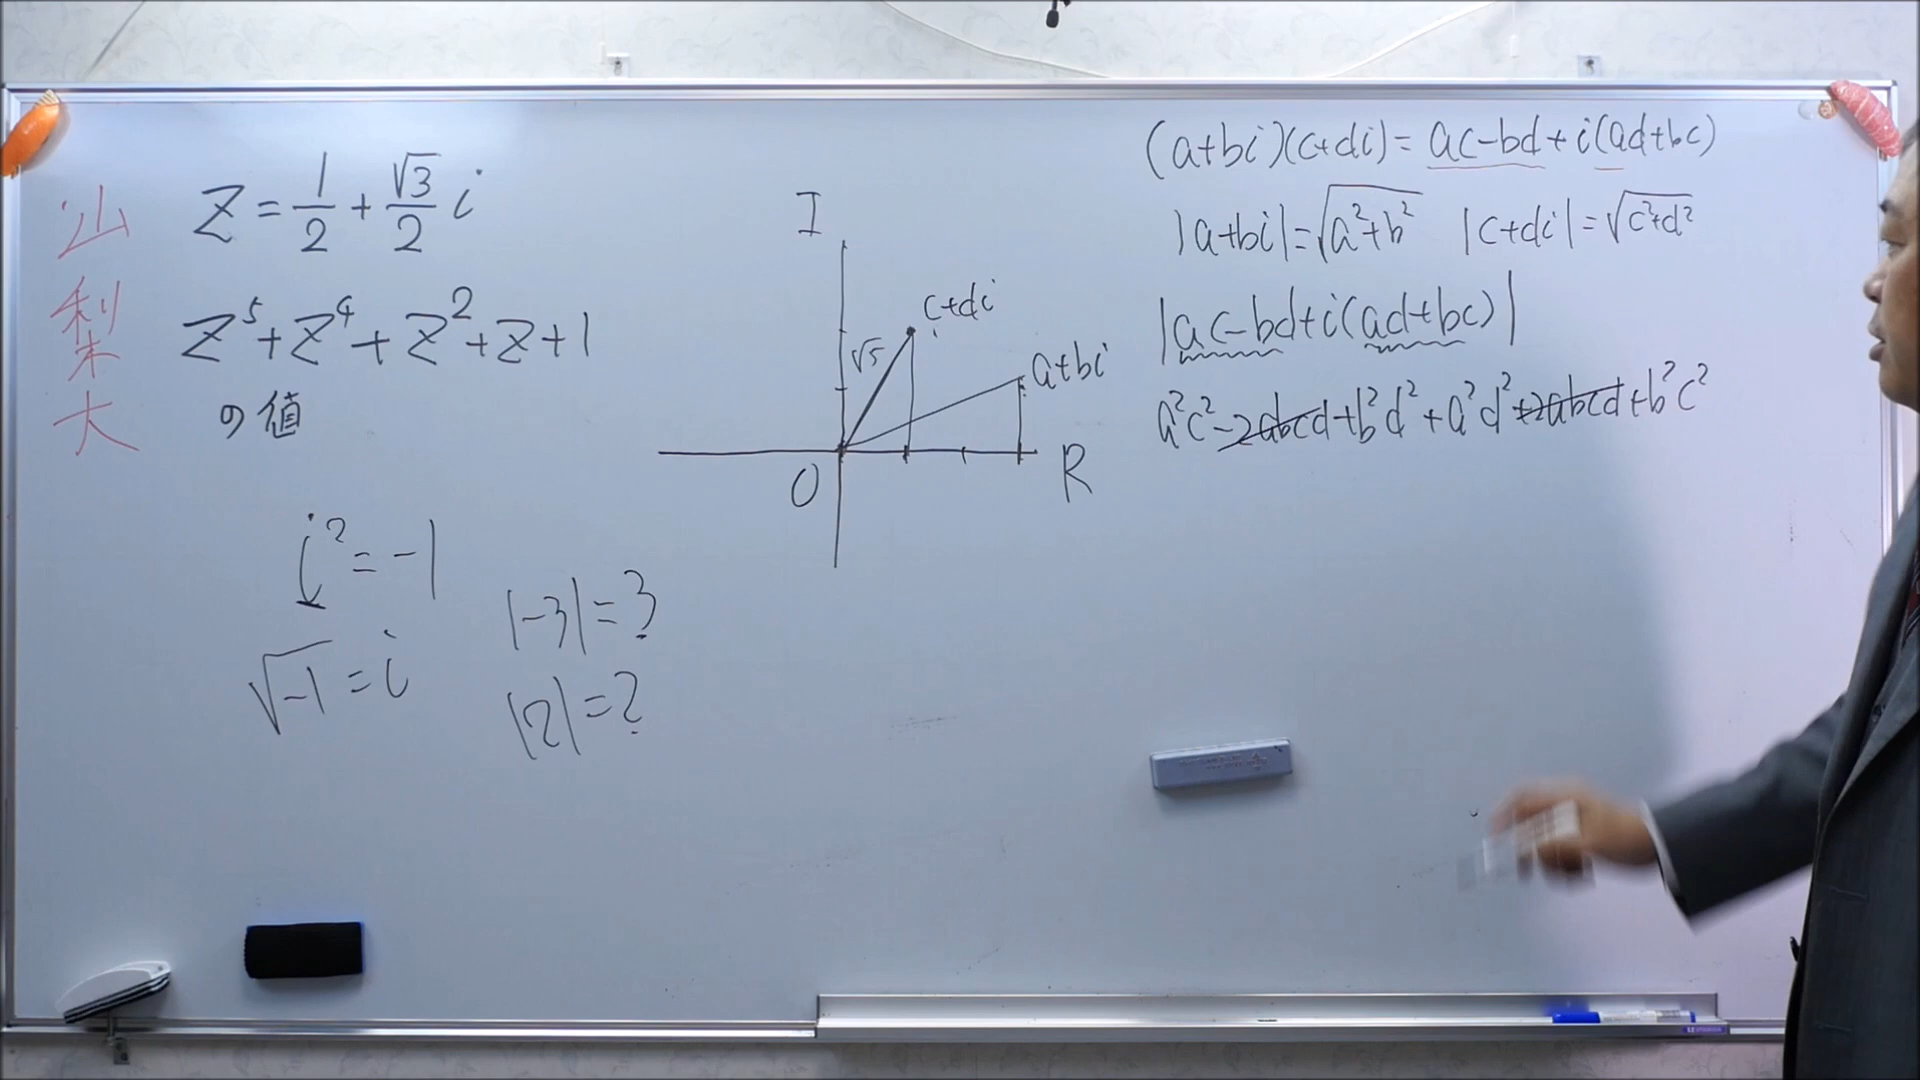 山梨大
Z = 1/2 + √3/2 i
Z⁵+Z⁴+Z²+Z+1
の値
i² = -1
√-1 = i
|-3| = 3
|2| = 2
I
c+di
√5
a+bi
O
R
(a+bi)(c+di) = ac-bd+i(ad+bc)
|a+bi| = √a²+b² |c+di| = √c²+d²
|ac-bd+i(ad+bc)|
a²c²-2abcd+b²d²+a²d²+2abcd+b²c²